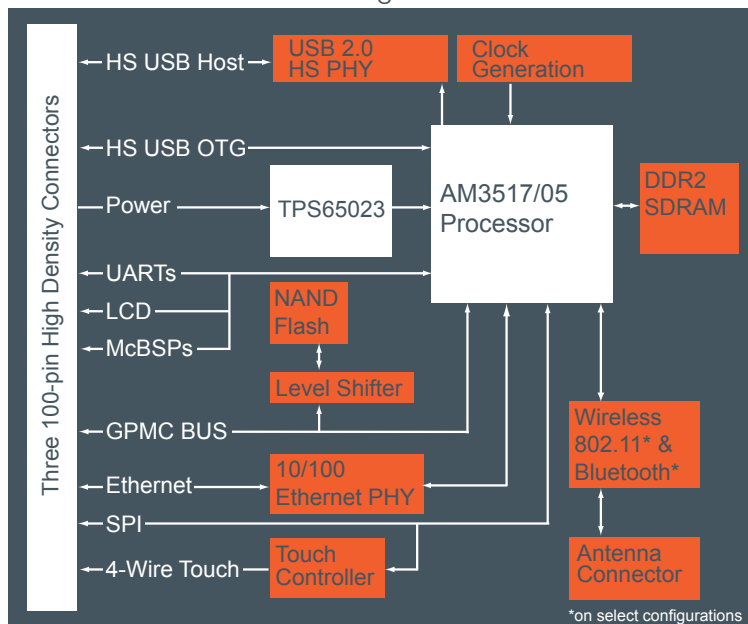 Three 100-pin High Density Connectors
HS USB Host
USB 2.0
HS PHY
Clock
Generation
HS USB OTG
AM3517/05
Processor
DDR2
SDRAM
Power
TPS65023
UARTs
LCD
McBSPs
NAND
Flash
Level Shifter
GPMC BUS
Wireless
802.11* &
Bluetooth*
Ethernet
10/100
Ethernet PHY
SPI
4-Wire Touch
Touch
Controller
Antenna
Connector
*on select configurations